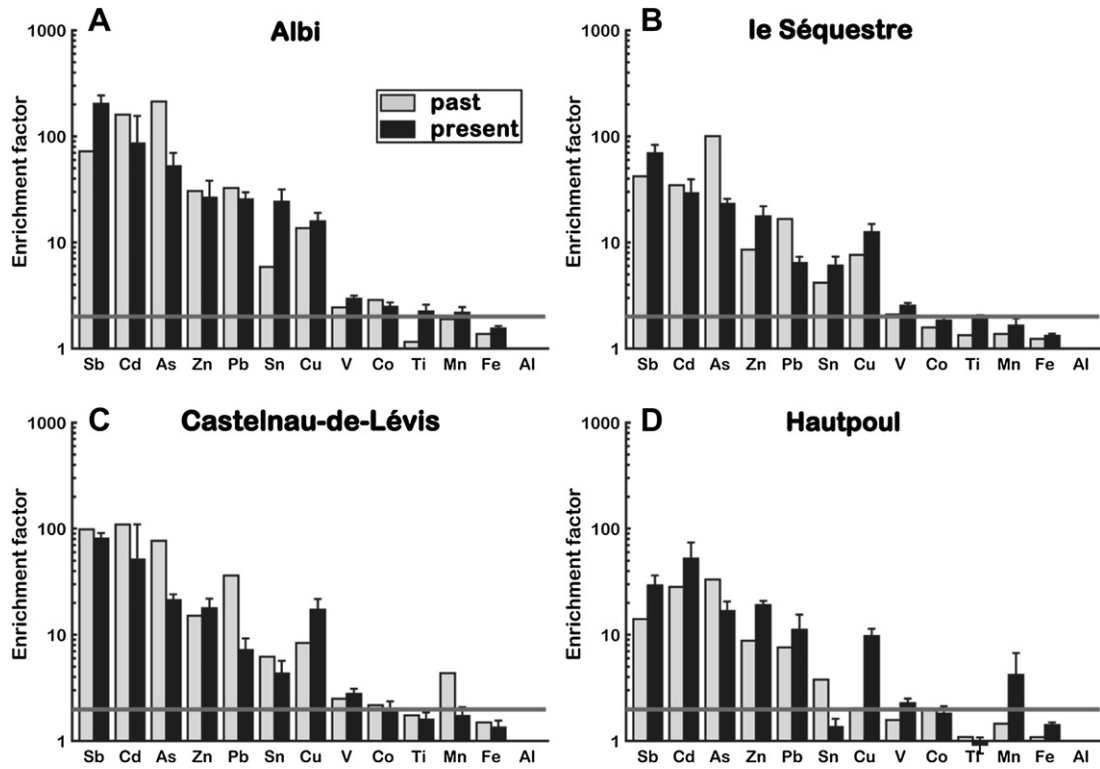 A
Albi
1000
100
10
1
Enrichment factor
past
present
Sb Cd As Zn Pb Sn Cu V Co Ti Mn Fe Al
B
le Séquestre
1000
100
10
1
Enrichment factor
Sb Cd As Zn Pb Sn Cu V Co Ti Mn Fe Al
C
Castelnau-de-Lévis
1000
100
10
1
Enrichment factor
Sb Cd As Zn Pb Sn Cu V Co Ti Mn Fe Al
D
Hautpoul
1000
100
10
1
Enrichment factor
Sb Cd As Zn Pb Sn Cu V Co Ti Mn Fe Al